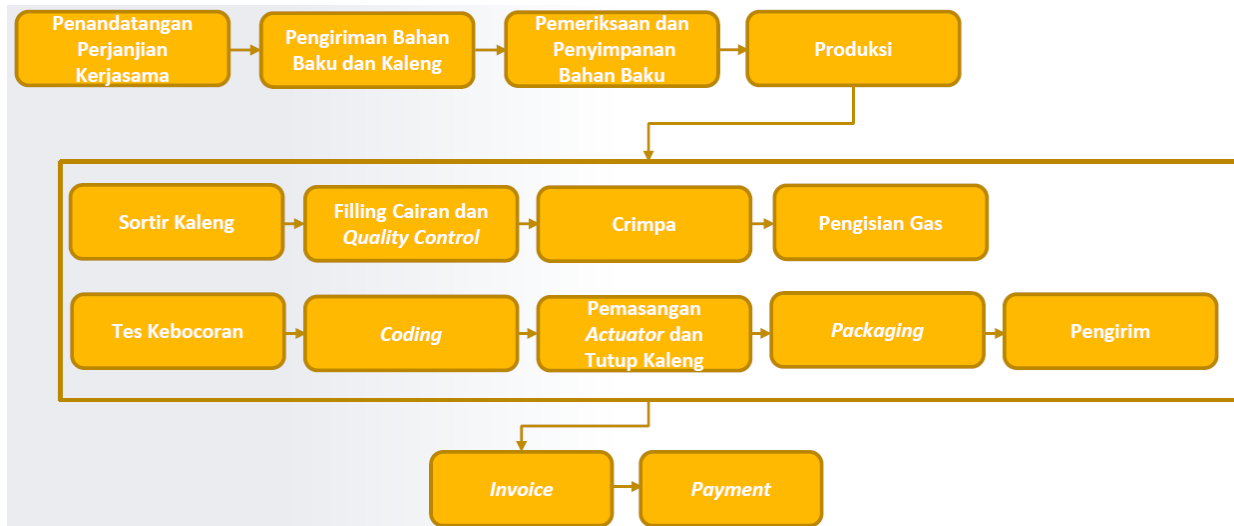 Penandatangan
Perjanjian
Kerjasama
Pengiriman Bahan
Baku dan Kaleng
Pemeriksaan dan
Penyimpanan
Bahan Baku
Produksi
Sortir Kaleng
Filling Cairan dan
Quality Control
Crimpa
Pengisian Gas
Tes Kebocoran
Coding
Pemasangan
Actuator dan
Tutup Kaleng
Packaging
Pengirim
Invoice
Payment